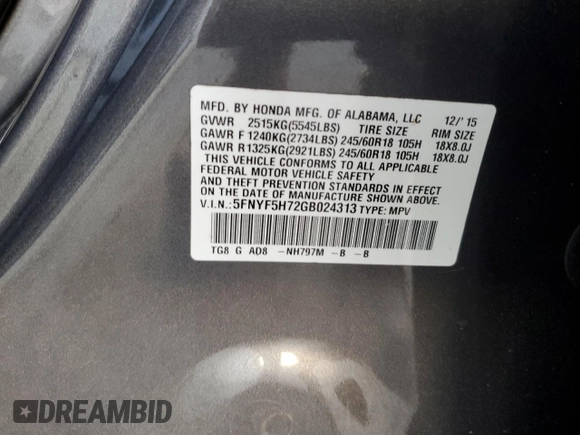 MFD. BY HONDA MFG. OF ALABAMA, LLC 12/'15
GVWR 2515KG(5545LBS) TIRE SIZE RIM SIZE
GAWR F 1240KG(2734LBS) 245/60R18 105H 18X8.0J
GAWR R1325KG(2921LBS) 245/60R18 105H 18X8.0J
THIS VEHICLE CONFORMS TO ALL APPLICABLE
FEDERAL MOTOR VEHICLE SAFETY
AND THEFT PREVENTION STANDARDS IN EFFECT
ON THE DATE OF MANUFACTURE SHOWN ABOVE.
V.I.N.:5FNYF5H72GB024313 TYPE: MPV
TG8 G AD8 -NH797M -B -B
DREAMBID